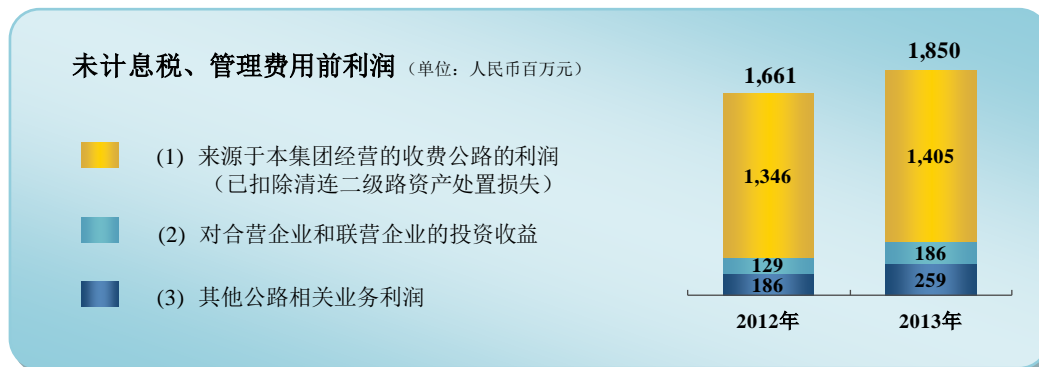 未计息税、管理费用前利润（单位：人民币百万元）
(1) 来源于本集团经营的收费公路的利润
（已扣除清连二级路资产处置损失）
(2) 对合营企业和联营企业的投资收益
(3) 其他公路相关业务利润
1,661
1,850
1,346
1,405
129
186
186
259
2012年
2013年